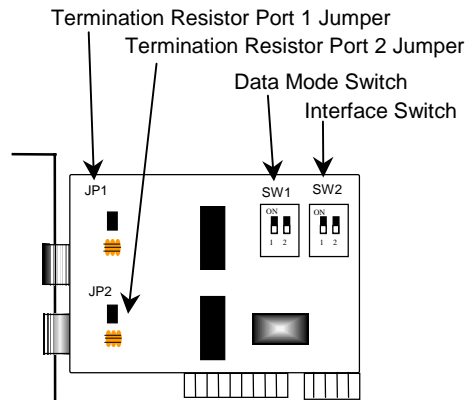 Termination Resistor Port 1 Jumper
Termination Resistor Port 2 Jumper
Data Mode Switch
Interface Switch
JP1
SW1
SW2
ON
ON
1 2
1 2
JP2